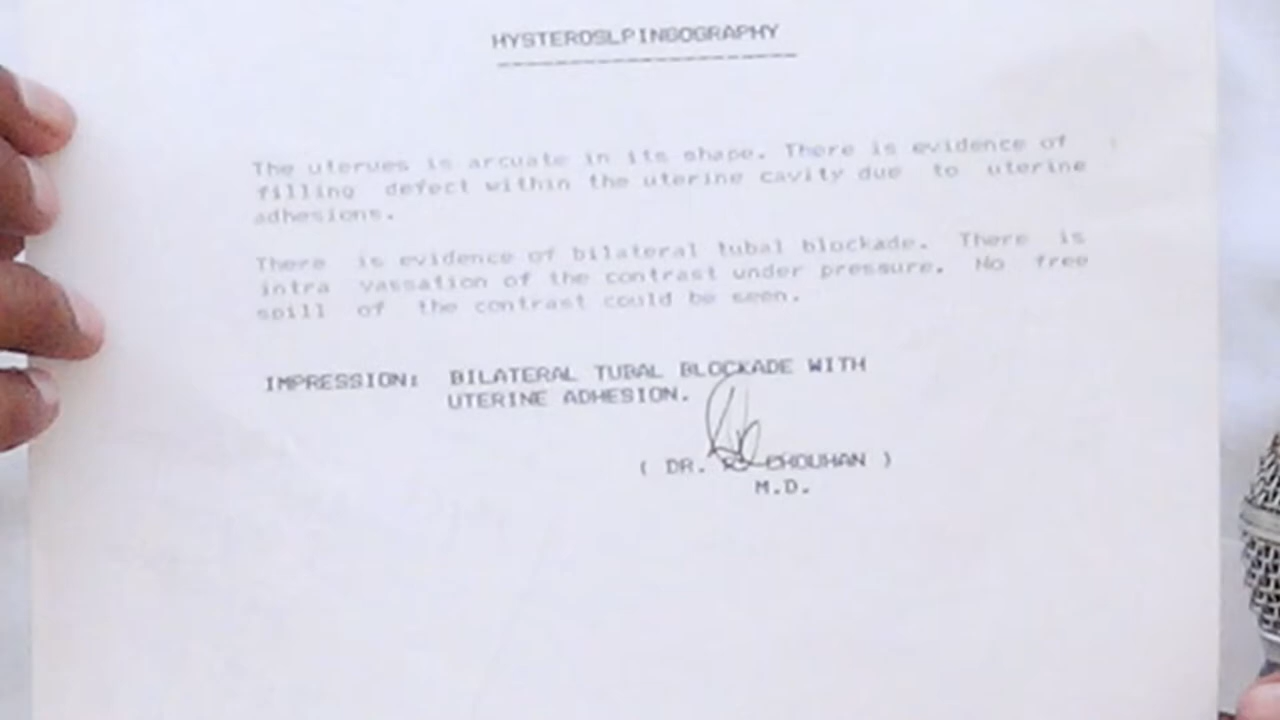 HYSTEROSLPINGOGRAPHY
The uterues is arcuate in its shape. There is evidence of
filling defect within the uterine cavity due to uterine
adhesions.
There is evidence of bilateral tubal blockade. There is
intra vassation of the contrast under pressure. No free
spill of the contrast could be seen.
IMPRESSION: BILATERAL TUBAL BLOCKADE WITH
UTERINE ADHESION.
( DR. CHOUHAN )
M.D.